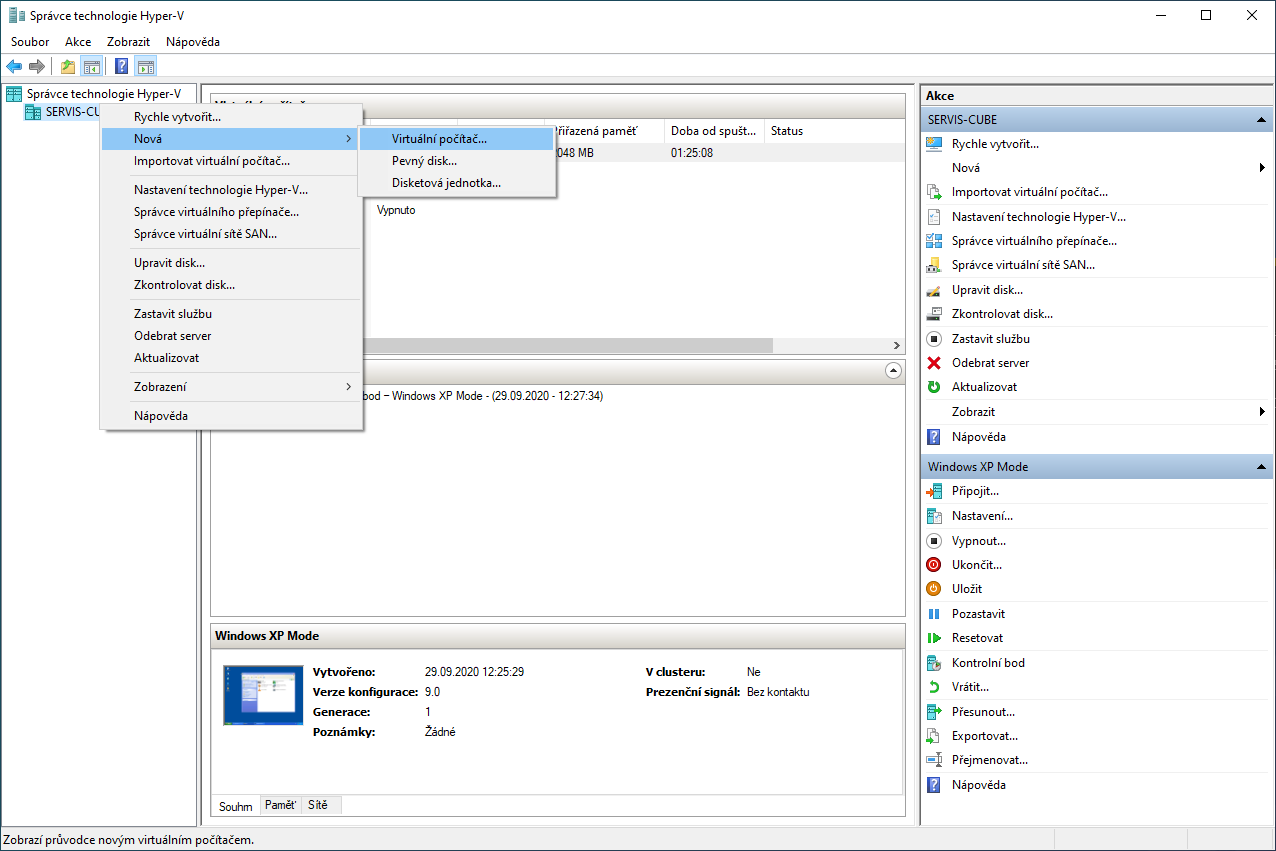 Správce technologie Hyper-V
Soubor Akce Zobrazit Nápověda
Správce technologie Hyper-V
SERVIS-CU
Rychle vytvořit...
Nová
Importovat virtuální počítač...
Nastavení technologie Hyper-V...
Správce virtuálního přepínače...
Správce virtuální sítě SAN...
Upravit disk...
Zkontrolovat disk...
Zastavit službu
Odebrat server
Aktualizovat
Zobrazení
Nápověda
Virtuální počítač...
Pevný disk...
Disketová jednotka...
Přiřazená paměť Doba od spušt... Status
2048 MB 01:25:08
Vypnuto
bod – Windows XP Mode - (29.09.2020 - 12:27:34)
Windows XP Mode
Vytvořeno: 29.09.2020 12:25:29 V clusteru: Ne
Verze konfigurace: 9.0 Prezenční signál: Bez kontaktu
Generace: 1
Poznámky: Žádné
Souhrn Paměť Sítě
Akce
SERVIS-CUBE
Rychle vytvořit...
Nová
Importovat virtuální počítač...
Nastavení technologie Hyper-V...
Správce virtuálního přepínače...
Správce virtuální sítě SAN...
Upravit disk...
Zkontrolovat disk...
Zastavit službu
Odebrat server
Aktualizovat
Zobrazit
Nápověda
Windows XP Mode
Připojit...
Nastavení...
Vypnout...
Ukončit...
Uložit
Pozastavit
Resetovat
Kontrolní bod
Vrátit...
Přesunout...
Exportovat...
Přejmenovat...
Nápověda
Zobrazí průvodce novým virtuálním počítačem.